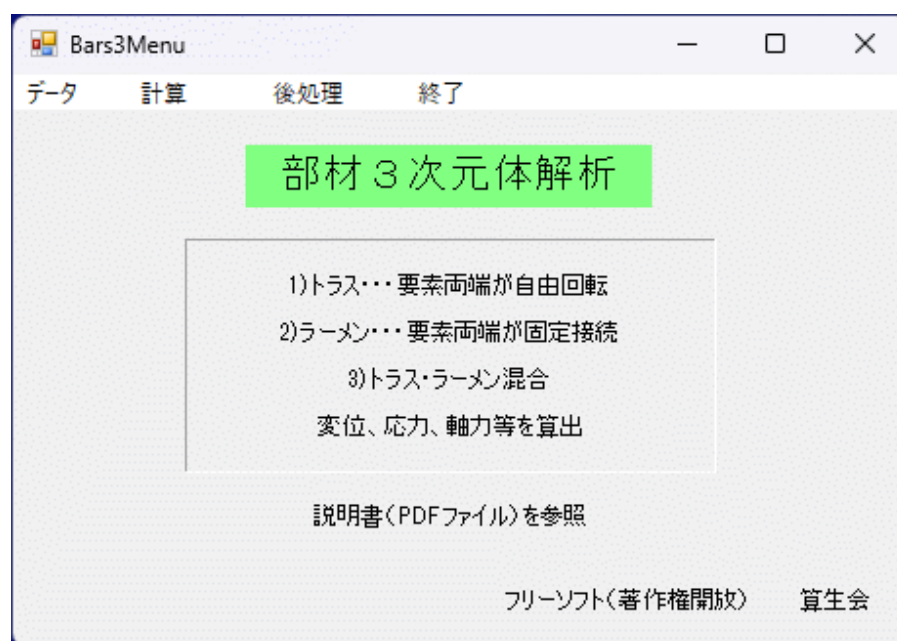 Bars3Menu
データ 計算 後処理 終了
部材３次元体解析
1)トラス･･･要素両端が自由回転
2)ラーメン･･･要素両端が固定接続
3)トラス･ラーメン混合
変位、応力、軸力等を算出
説明書(PDFファイル)を参照
フリーソフト(著作権開放) 算生会